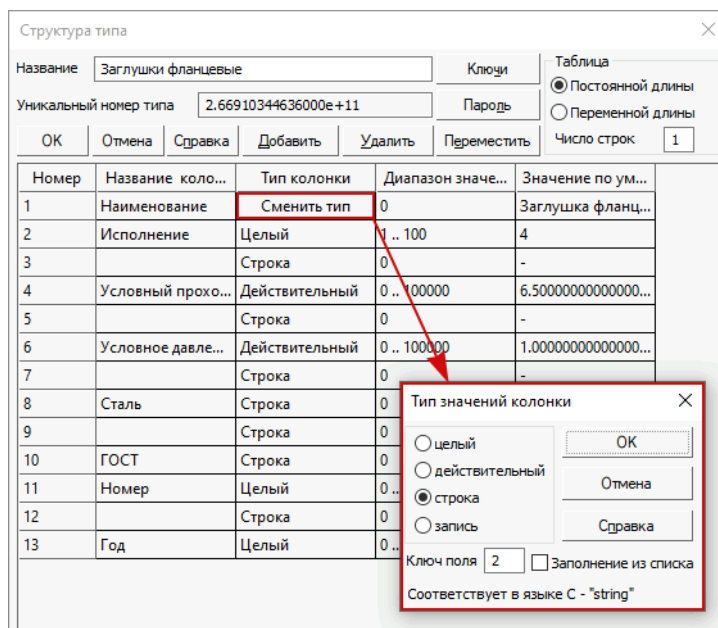 Структура типа
Название Заглушки фланцевые Ключи
Уникальный номер типа 2.66910344636000e+11 Пароль
Таблица
Постоянной длины
Переменной длины
Число строк 1
ОК Отмена Справка Добавить Удалить Переместить
Номер Название коло... Тип колонки Диапазон значе... Значение по ум...
1 Наименование Сменить тип 0 Заглушка фланц...
2 Исполнение Целый 1 .. 100 4
3 Строка 0 -
4 Условный прохо... Действительный 0 .. 100000 6.50000000000000...
5 Строка 0 -
6 Условное давле... Действительный 0 .. 100000 1.00000000000000...
7 Строка 0 -
8 Сталь Строка 0
9 Строка 0
10 ГОСТ Строка 0
11 Номер Целый 0 ..
12 Строка 0
13 Год Целый 0 ..
Тип значений колонки
целый ОК
действительный Отмена
строка
запись Справка
Ключ поля 2 Заполнение из списка
Соответствует в языке C - "string"